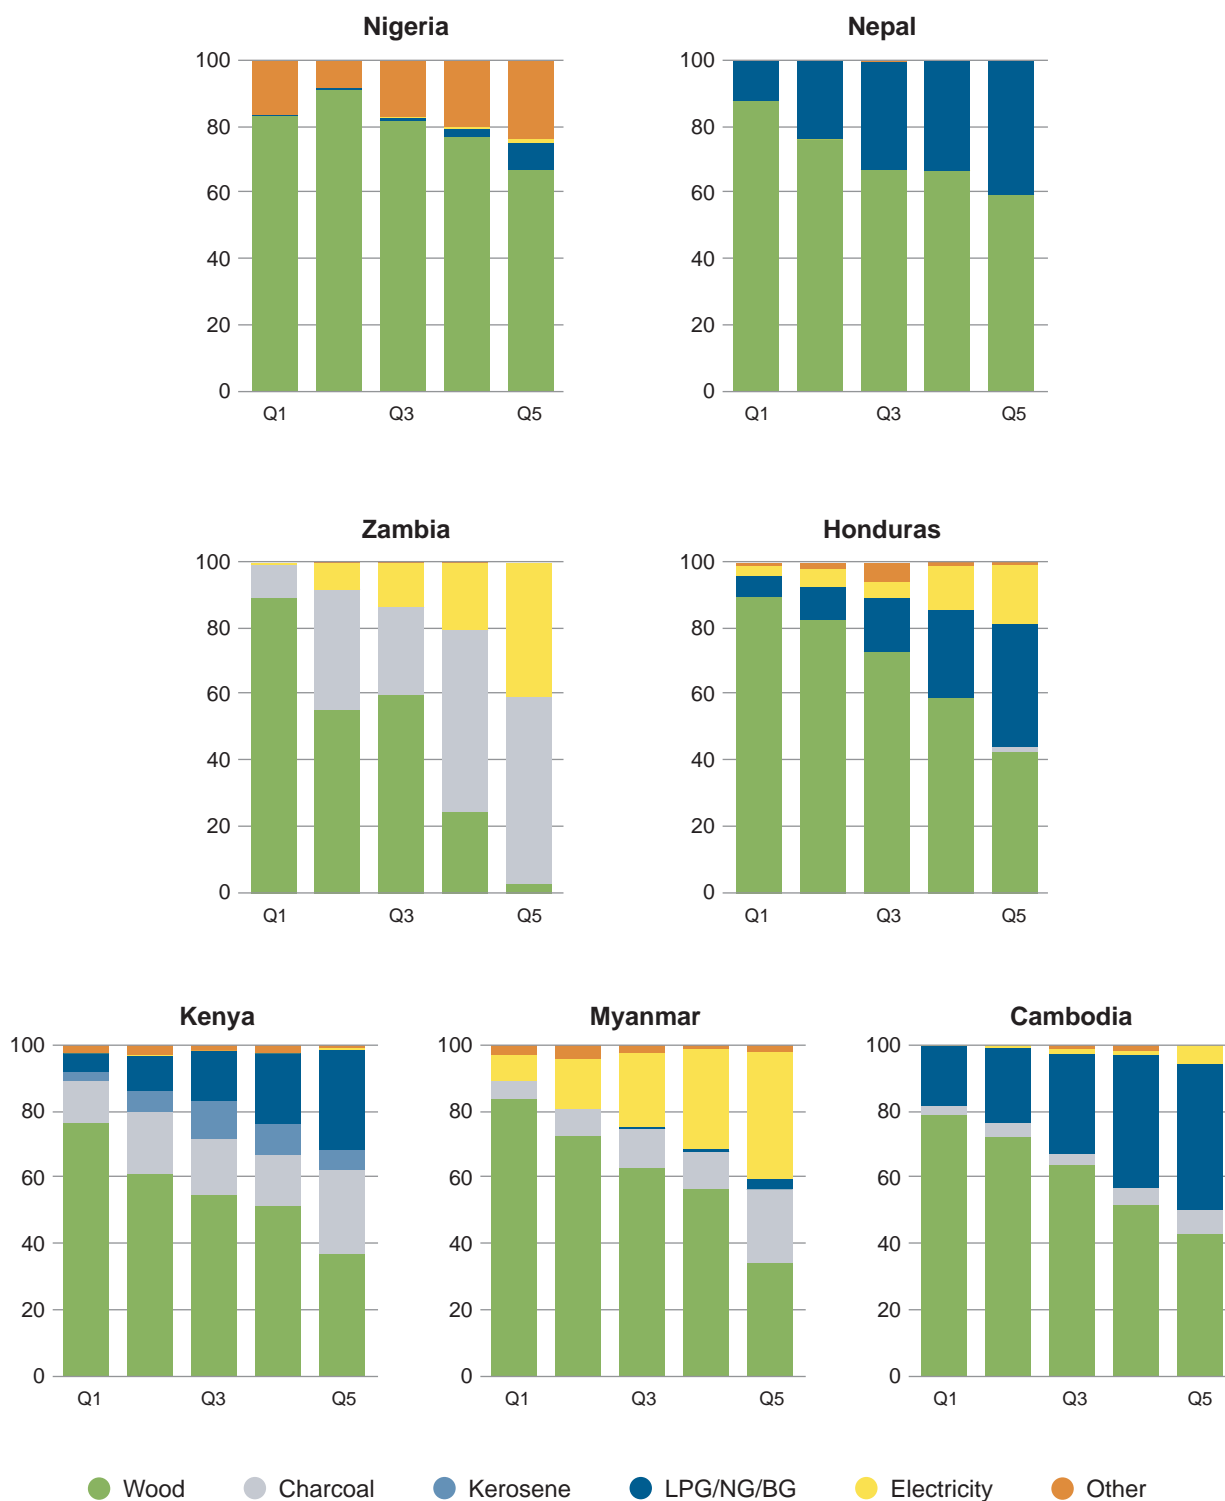 Nigeria
100
80
60
40
20
0
Q1 Q3 Q5
Nepal
100
80
60
40
20
0
Q1 Q3 Q5
Zambia
100
80
60
40
20
0
Q1 Q3 Q5
Honduras
100
80
60
40
20
0
Q1 Q3 Q5
Kenya
100
80
60
40
20
0
Q1 Q3 Q5
Myanmar
100
80
60
40
20
0
Q1 Q3 Q5
Cambodia
100
80
60
40
20
0
Q1 Q3 Q5
Wood Charcoal Kerosene LPG/NG/BG Electricity Other